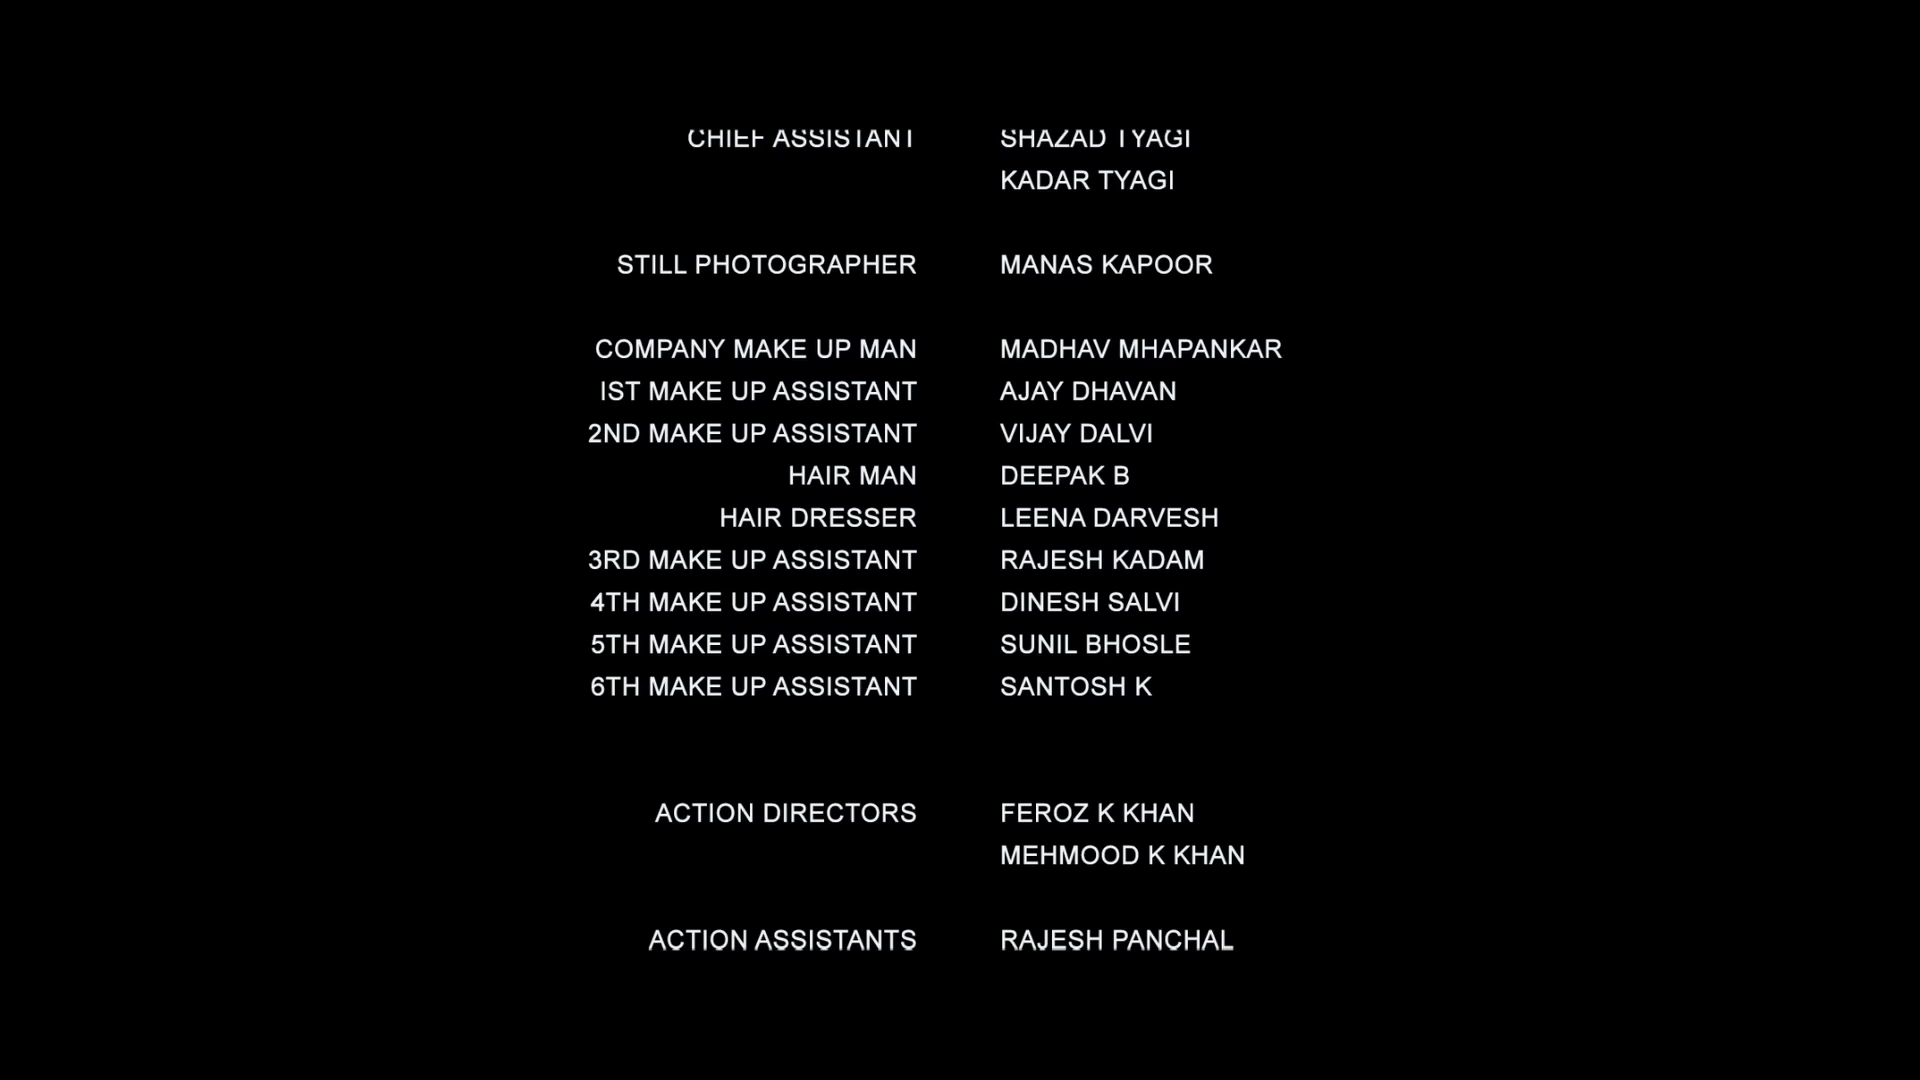 CHIEF ASSISTANT SHAZAD TYAGI
KADAR TYAGI
STILL PHOTOGRAPHER MANAS KAPOOR
COMPANY MAKE UP MAN MADHAV MHAPANKAR
IST MAKE UP ASSISTANT AJAY DHAVAN
2ND MAKE UP ASSISTANT VIJAY DALVI
HAIR MAN DEEPAK B
HAIR DRESSER LEENA DARVESH
3RD MAKE UP ASSISTANT RAJESH KADAM
4TH MAKE UP ASSISTANT DINESH SALVI
5TH MAKE UP ASSISTANT SUNIL BHOSLE
6TH MAKE UP ASSISTANT SANTOSH K
ACTION DIRECTORS FEROZ K KHAN
MEHMOOD K KHAN
ACTION ASSISTANTS RAJESH PANCHAL